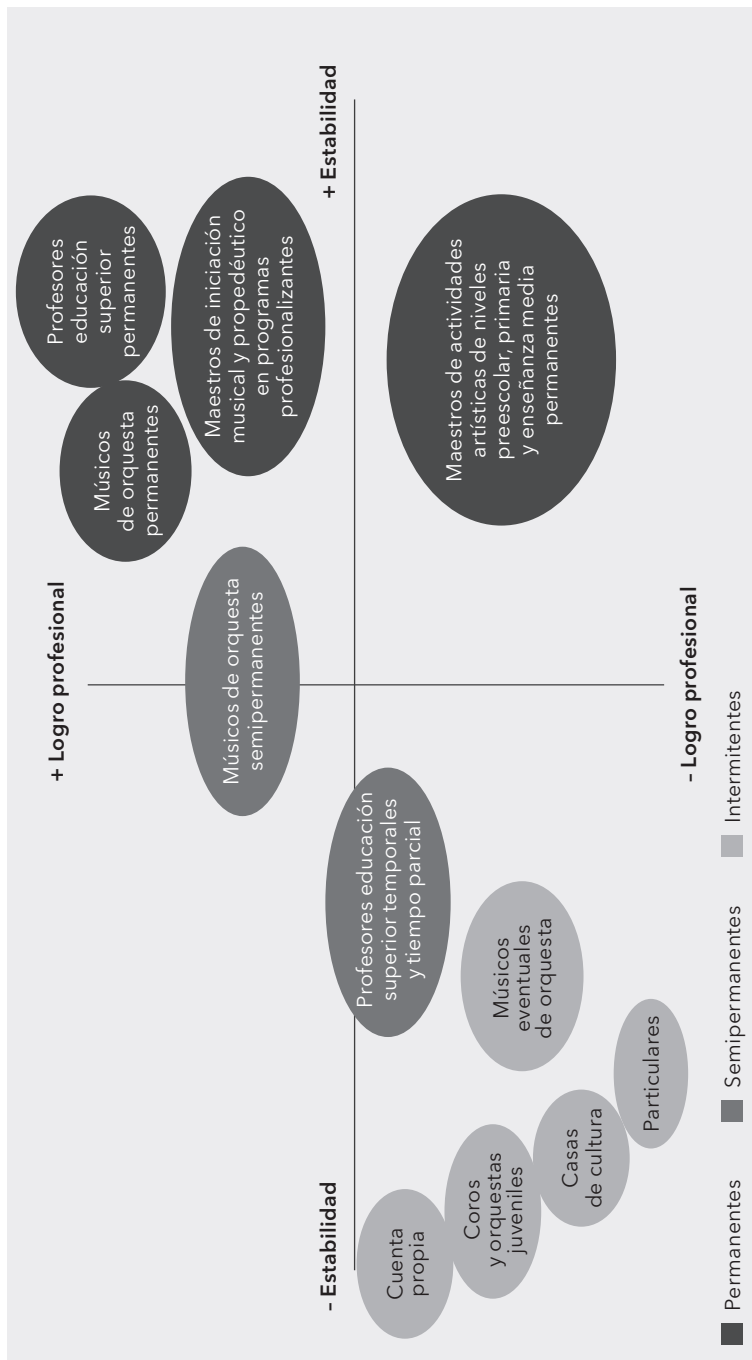 + Logro profesional
Profesores
educación
superior
permanentes
Músicos
de orquesta
permanentes
Maestros de iniciación
musical y propedéutico
en programas
profesionalizantes
Músicos de orquesta
semipermanentes
- Estabilidad
+ Estabilidad
Cuenta
propia
Profesores educación
superior temporales
y tiempo parcial
Maestros de actividades
artísticas de niveles
preescolar, primaria
y enseñanza media
permanentes
Coros
y orquestas
juveniles
Músicos
eventuales
de orquesta
Casas
de cultura
Particulares
- Logro profesional
Permanentes
Semipermanentes
Intermitentes